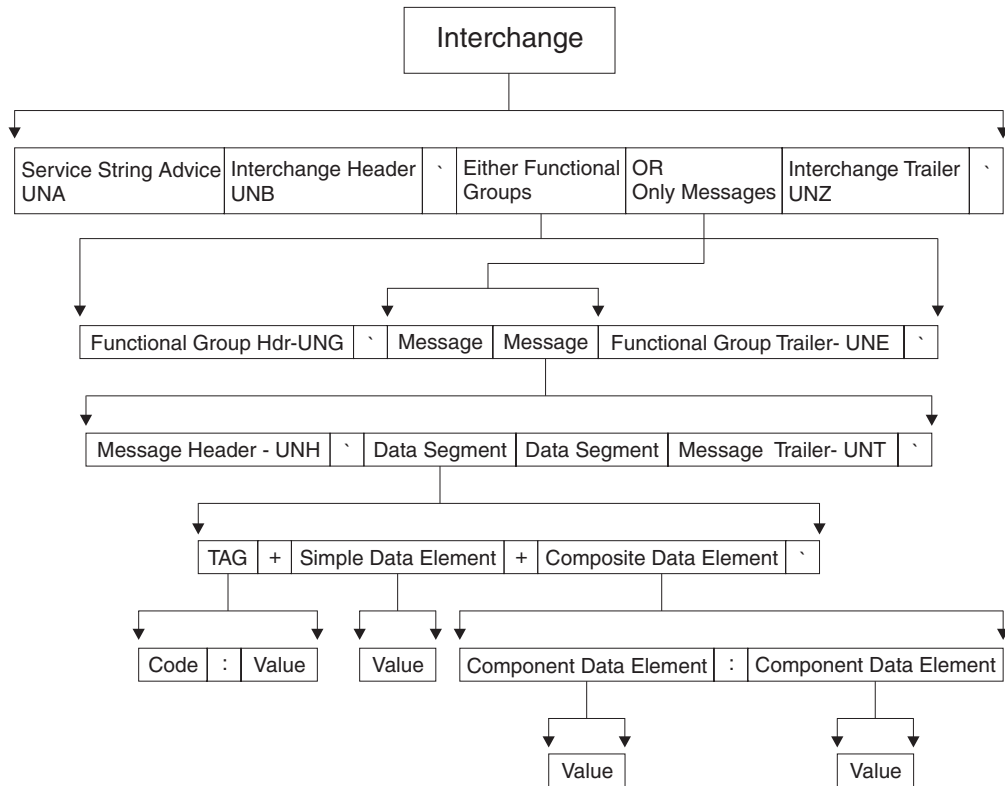 Interchange
Service String Advice
UNA
Interchange Header
UNB
`
Either Functional
Groups
OR
Only Messages
Interchange Trailer
UNZ
`
Functional Group Hdr-UNG ` Message Message Functional Group Trailer- UNE `
Message Header - UNH ` Data Segment Data Segment Message Trailer- UNT `
TAG + Simple Data Element + Composite Data Element `
Code : Value
Value
Component Data Element : Component Data Element
Value
Value